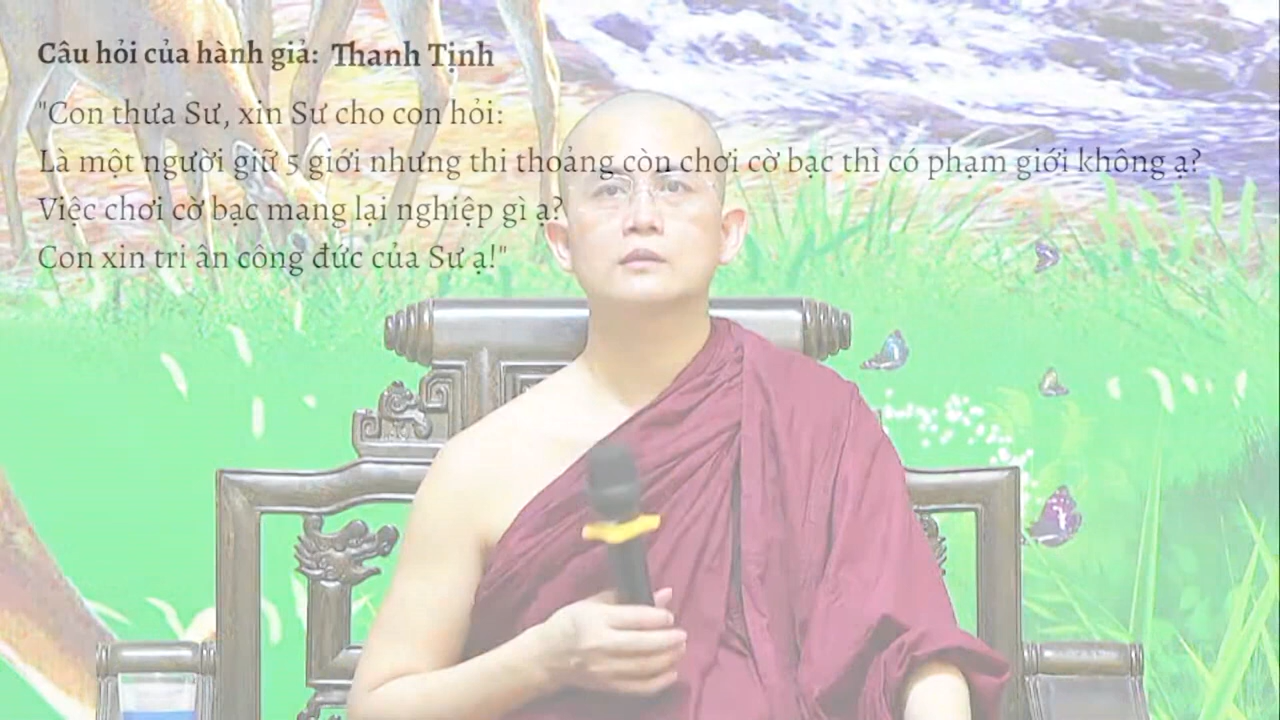 Câu hỏi của hành giả: Thanh Tịnh
"Con thưa Sư, xin Sư cho con hỏi:
Là một người giữ 5 giới nhưng thi thoảng còn chơi cờ bạc thì có phạm giới không ạ?
Việc chơi cờ bạc mang lại nghiệp gì ạ?
Con xin tri ân công đức của Sư ạ!"